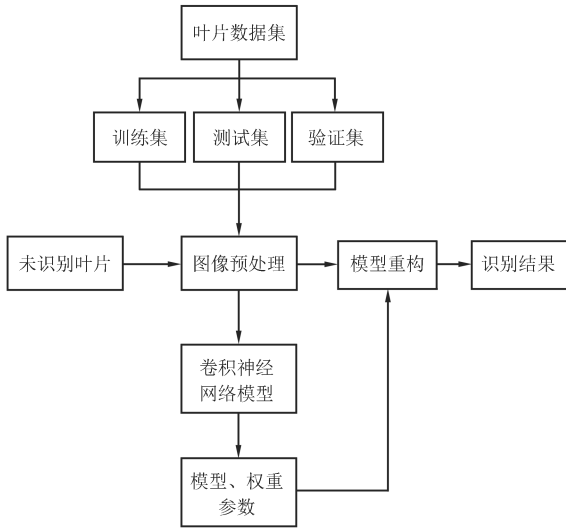 叶片数据集
训练集
测试集
验证集
未识别叶片
图像预处理
模型重构
识别结果
卷积神经
网络模型
模型、权重
参数